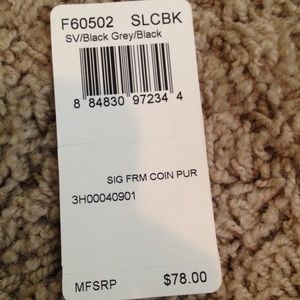 F60502 SLCBK
SV/Black Grey/Black
8 84830 97234 4
SIG FRM COIN PUR
3H00040901
MFSRP $78.00